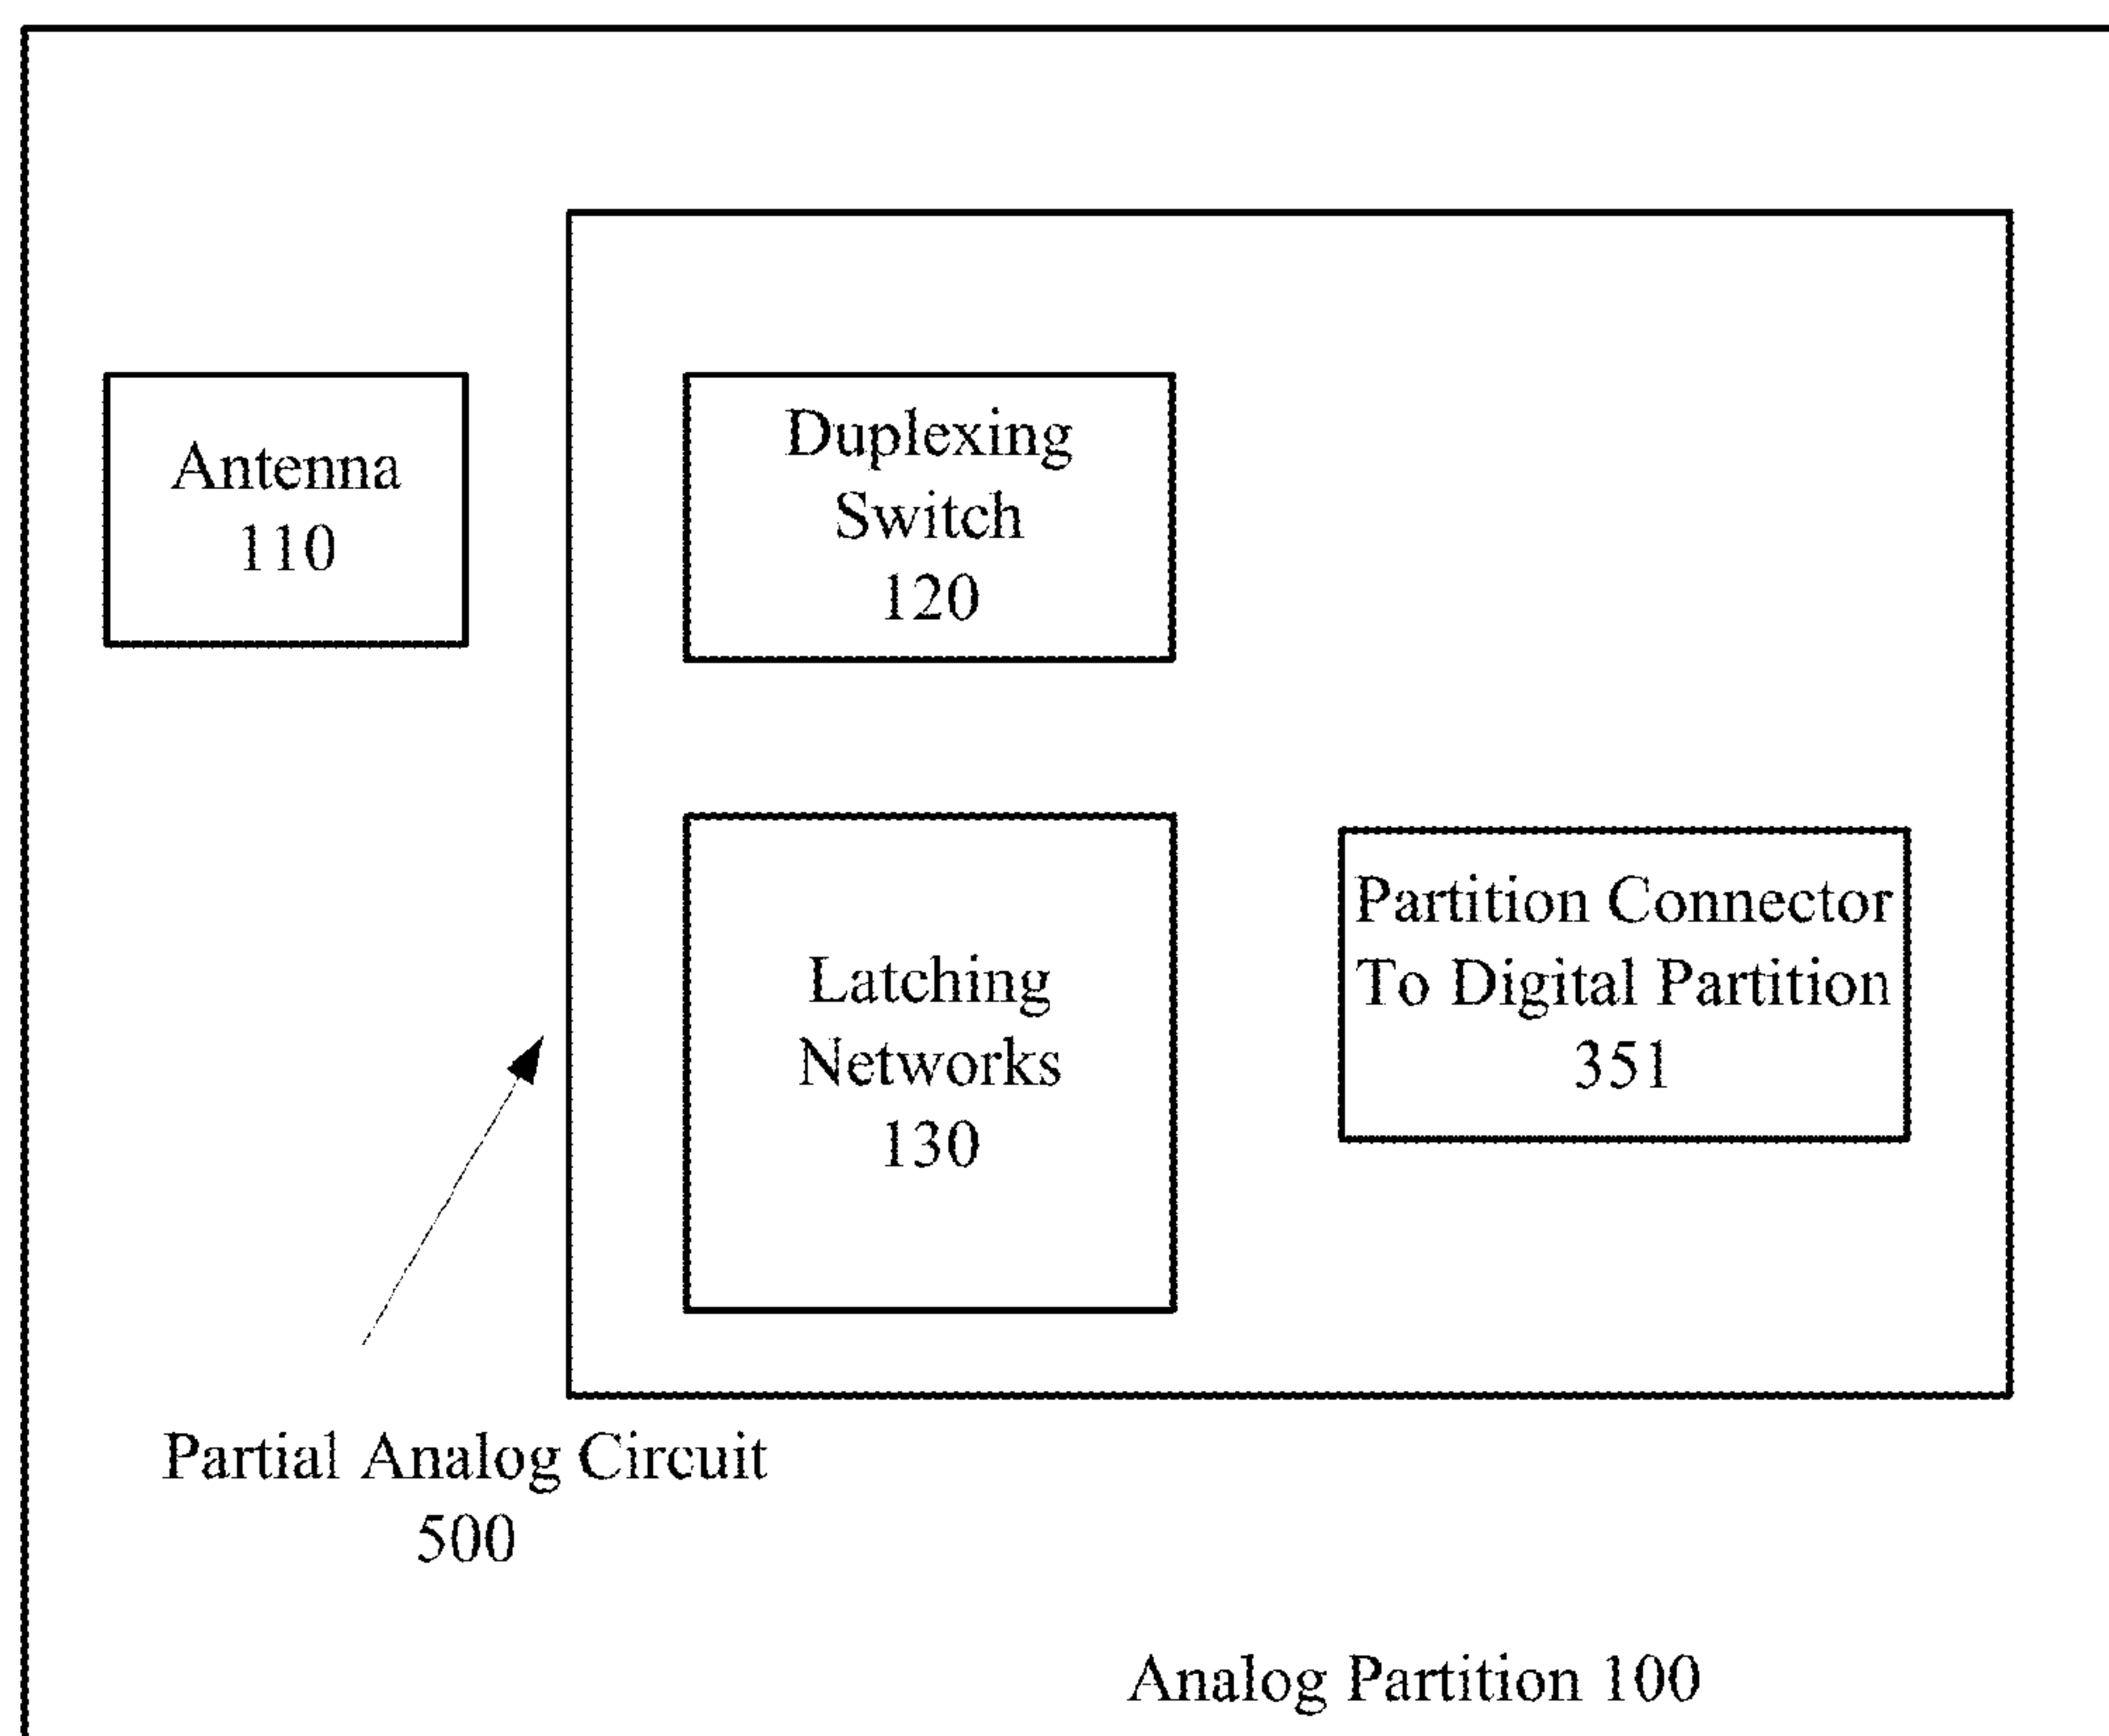 Antenna
110
Duplexing
Switch
120
Latching
Networks
130
Partition Connector
To Digital Partition
351
Partial Analog Circuit
500
Analog Partition 100